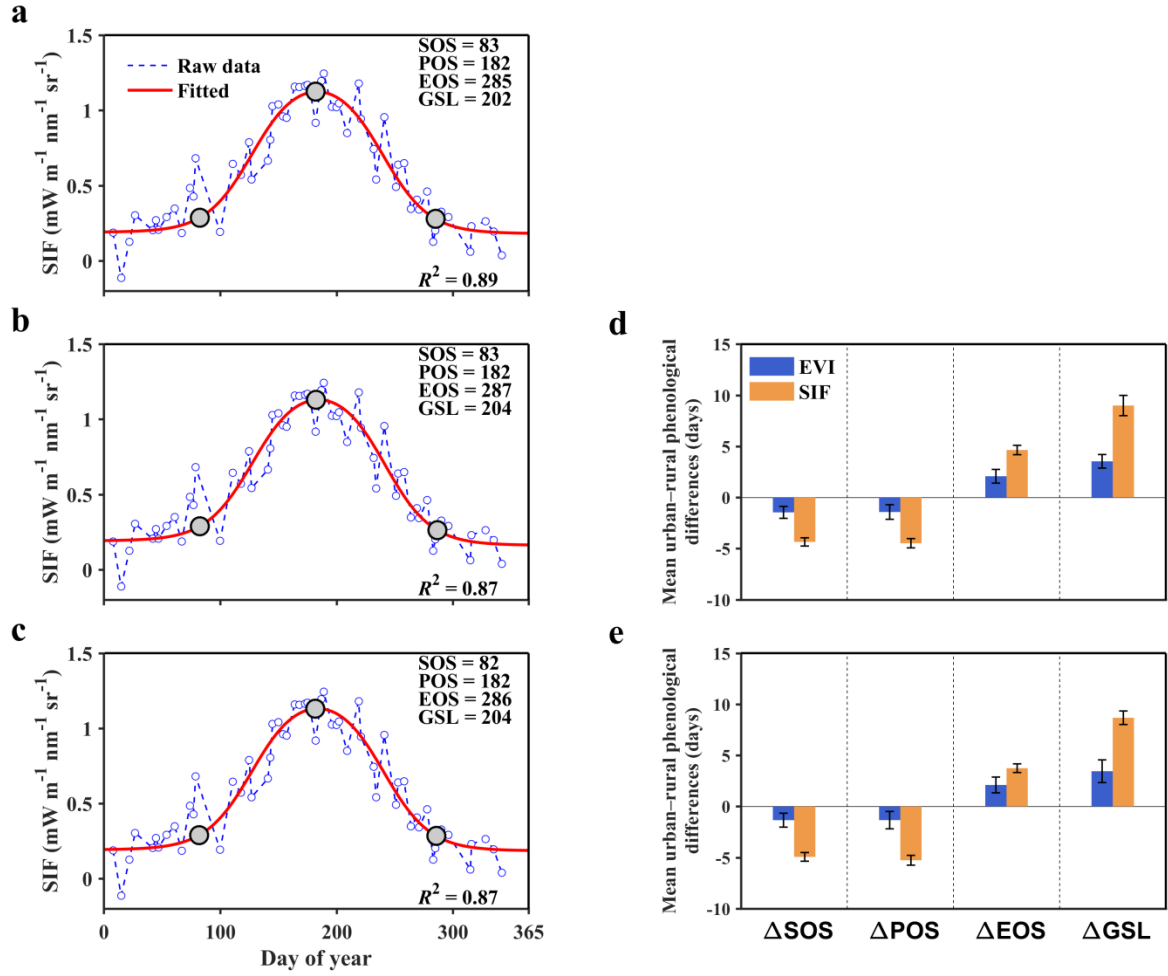 a
1.5
1
0.5
0
SIF (mW m⁻¹ nm⁻¹ sr⁻¹)
Raw data
Fitted
SOS = 83
POS = 182
EOS = 285
GSL = 202
R² = 0.89
b
1.5
1
0.5
0
SIF (mW m⁻¹ nm⁻¹ sr⁻¹)
SOS = 83
POS = 182
EOS = 287
GSL = 204
R² = 0.87
c
1.5
1
0.5
0
SIF (mW m⁻¹ nm⁻¹ sr⁻¹)
SOS = 82
POS = 182
EOS = 286
GSL = 204
R² = 0.87
0 100 200 300 365
Day of year
d
15
10
5
0
-5
-10
Mean urban–rural phenological
differences (days)
EVI
SIF
e
15
10
5
0
-5
-10
Mean urban–rural phenological
differences (days)
△SOS △POS △EOS △GSL